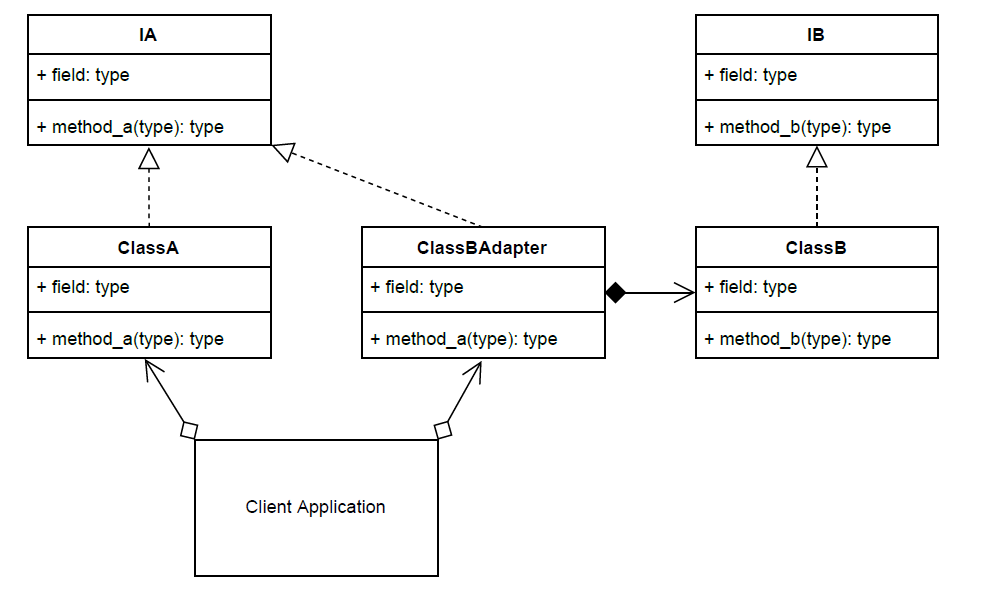 IA
+ field: type
+ method_a(type): type
IB
+ field: type
+ method_b(type): type
ClassA
+ field: type
+ method_a(type): type
ClassBAdapter
+ field: type
+ method_a(type): type
ClassB
+ field: type
+ method_b(type): type
Client Application